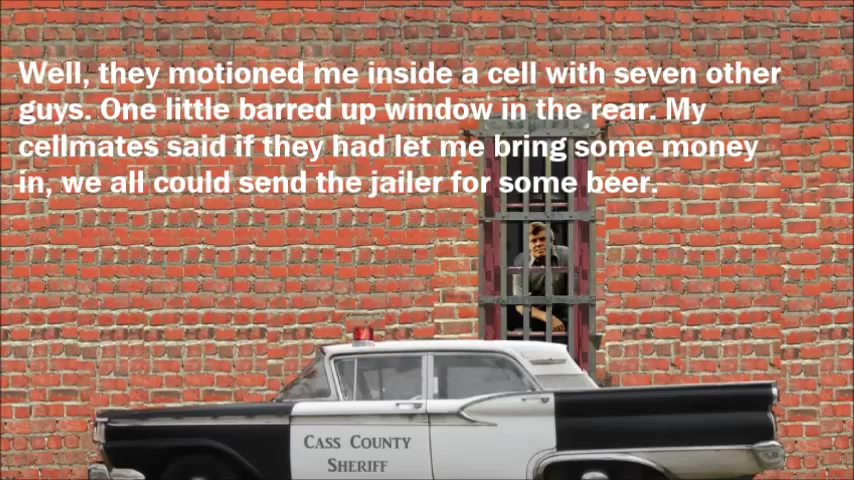 Well, they motioned me inside a cell with seven other
guys. One little barred up window in the rear. My
cellmates said if they had let me bring some money
in, we all could send the jailer for some beer.
CASS COUNTY
SHERIFF